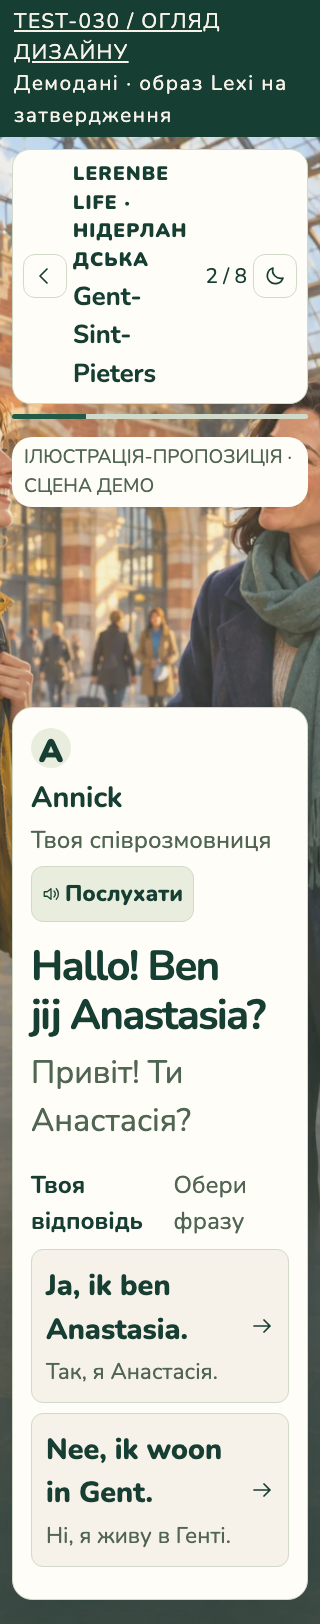 TEST-030 / ОГЛЯД
ДИЗАЙНУ
Демодані · образ Lexi на
затвердження
LERENBE
LIFE ·
НІДЕРЛАН
ДСЬКА
Gent-
Sint-
Pieters
2 / 8
ІЛЮСТРАЦІЯ-ПРОПОЗИЦІЯ ·
СЦЕНА ДЕМО
A
Annick
Твоя співрозмовниця
Послухати
Hallo! Ben
jij Anastasia?
Привіт! Ти
Анастасія?
Твоя
відповідь
Обери
фразу
Ja, ik ben
Anastasia.
Так, я Анастасія.
Nee, ik woon
in Gent.
Ні, я живу в Генті.